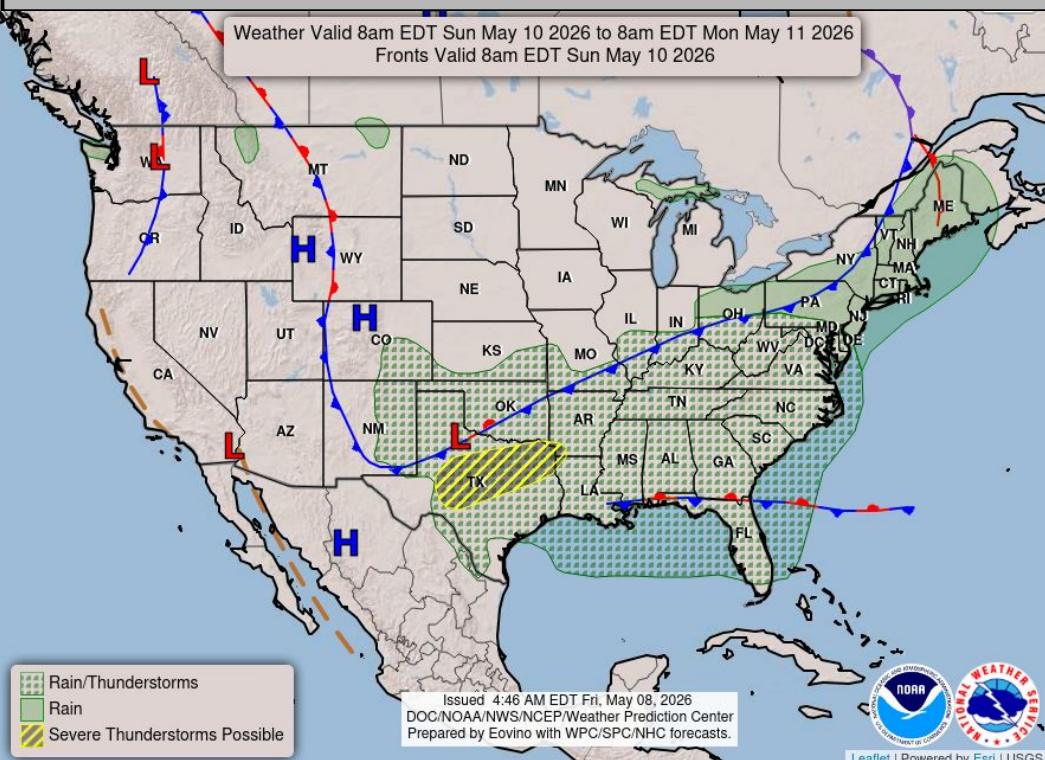 Weather Valid 8am EDT Sun May 10 2026 to 8am EDT Mon May 11 2026
Fronts Valid 8am EDT Sun May 10 2026
L
L
WA
MT
ND
MN
ME
OR
ID
H
WY
SD
WI
MI
VT
NH
NY
MA
CT
RI
NE
IA
H
NV
UT
CO
KS
MO
IL
IN
OH
PA
NJ
MD
DE
DC
WV
VA
KY
CA
AZ
NM
OK
AR
TN
NC
SC
L
L
TX
LA
MS
AL
GA
FL
H
Rain/Thunderstorms
Rain
Severe Thunderstorms Possible
Issued 4:46 AM EDT Fri, May 08, 2026
DOC/NOAA/NWS/NCEP/Weather Prediction Center
Prepared by Eovino with WPC/SPC/NHC forecasts.
NOAA
NATIONAL WEATHER SERVICE
Leaflet | Powered by Esri | USGS